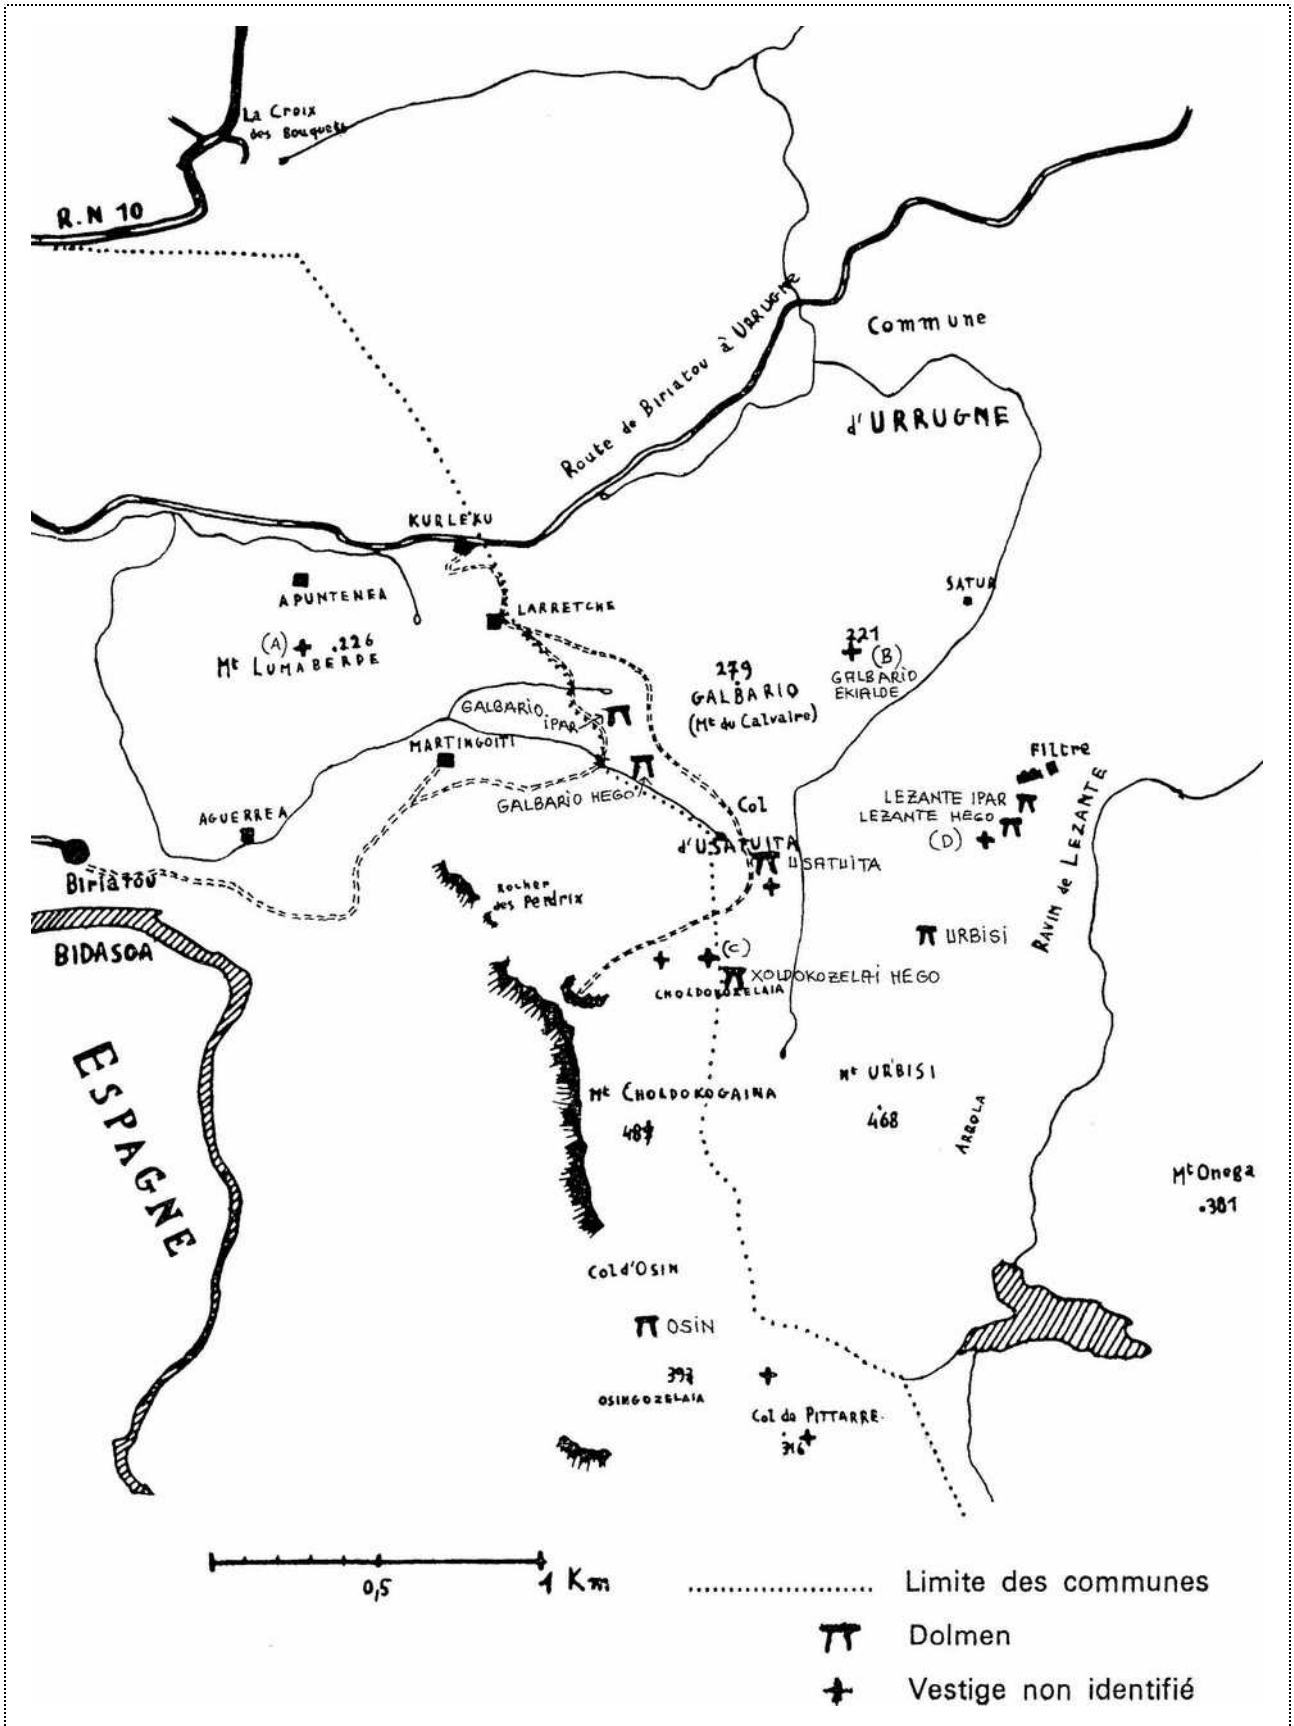 La Croix
des Bouquets
R.N 10
Route de Biriatou à URRUGNE
Commune
d'URRUGNE
KURLEKU
APUNTENEA
LARRETCHE
SATUR
(A)
.226
Mt LUMABERDE
221
(B)
GALBARIO
EKIALDE
279
GALBARIO
(Mt du Calvaire)
GALBARIO
IPAR
MARTINGOITI
GALBARIO HEGO
Filtre
LEZANTE IPAR
LEZANTE HEGO
(D)
RAVIN de LEZANTE
AGUERREA
Col
d'USATUITA
USATUITA
Biriatou
Rocher
des Perdrix
BIDASOA
URBISI
(C)
XOLDOKOZELAI HEGO
CHOLDOKOZELAIA
ESPAGNE
Mt CHOLDOKOGAINA
Mt URBISI
468
ARROLA
Mt Onega
.381
Col d'OSIN
OSIN
OSINGOZELAIA
Col de PITTARRE
316
0,5
1 Km
Limite des communes
Dolmen
Vestige non identifié